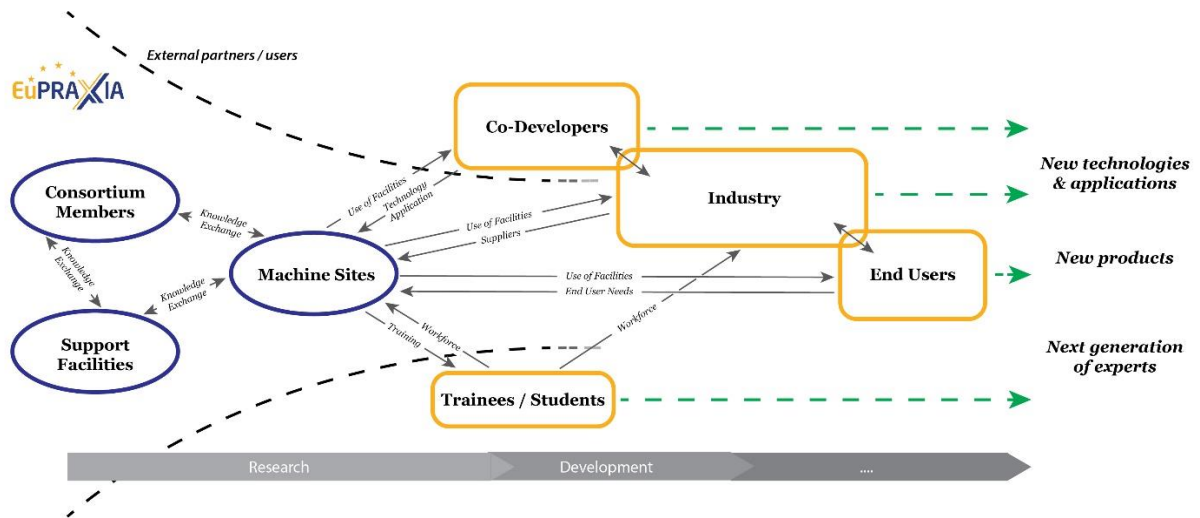 External partners / users
EuPRAXIA
Co-Developers
New technologies
& applications
Consortium
Members
Use of Facilities
Technology
Application
Industry
Knowledge
Exchange
Use of Facilities
Suppliers
Knowledge
Exchange
Knowledge
Exchange
Machine Sites
Use of Facilities
End User Needs
End Users
New products
Support
Facilities
Training
Workforce
Workforce
Next generation
of experts
Trainees / Students
Research
Development
....